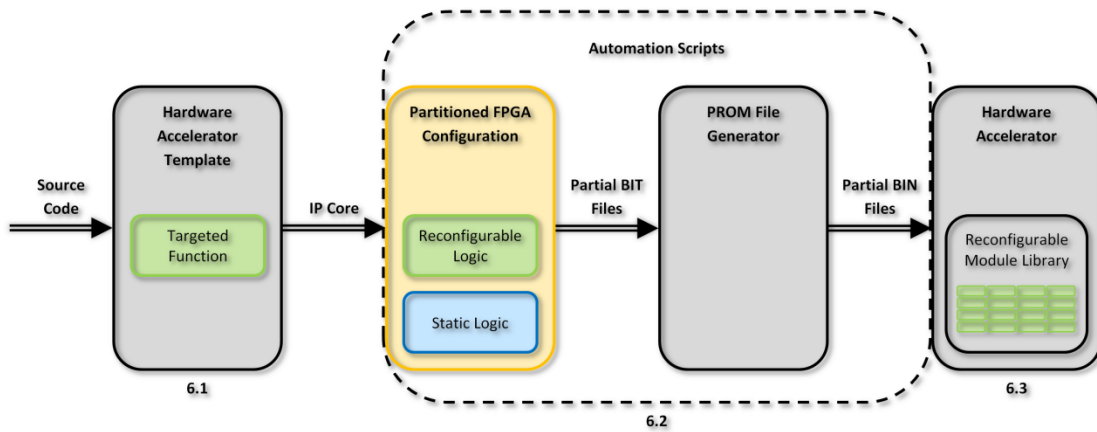 Automation Scripts
Hardware
Accelerator
Template
Partitioned FPGA
Configuration
PROM File
Generator
Hardware
Accelerator
Source
Code
IP Core
Partial BIT
Files
Partial BIN
Files
Targeted
Function
Reconfigurable
Logic
Reconfigurable
Module Library
Static Logic
6.1
6.2
6.3